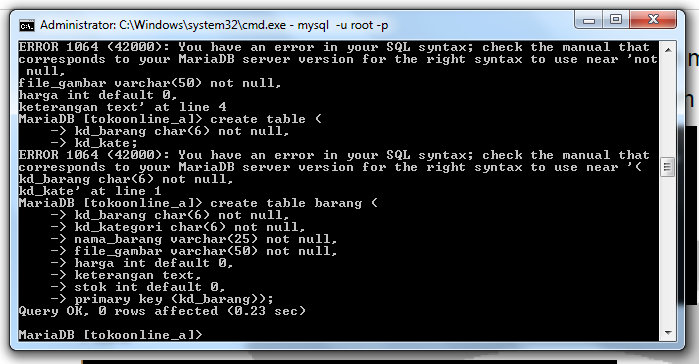 Administrator: C:\Windows\system32\cmd.exe - mysql -u root -p
ERROR 1064 (42000): You have an error in your SQL syntax; check the manual that
corresponds to your MariaDB server version for the right syntax to use near 'not
null,
file_gambar varchar(50) not null,
harga int default 0,
keterangan text' at line 4
MariaDB [tokoonline_a]> create table (
-> kd_barang char(6) not null,
-> kd_kate;
ERROR 1064 (42000): You have an error in your SQL syntax; check the manual that
corresponds to your MariaDB server version for the right syntax to use near '(
kd_barang char(6) not null,
kd_kate' at line 1
MariaDB [tokoonline_a]> create table barang (
-> kd_barang char(6) not null,
-> kd_kategori char(6) not null,
-> nama_barang varchar(25) not null,
-> file_gambar varchar(50) not null,
-> harga int default 0,
-> keterangan text,
-> stok int default 0,
-> primary key (kd_barang));
Query OK, 0 rows affected (0.23 sec)
MariaDB [tokoonline_a]>